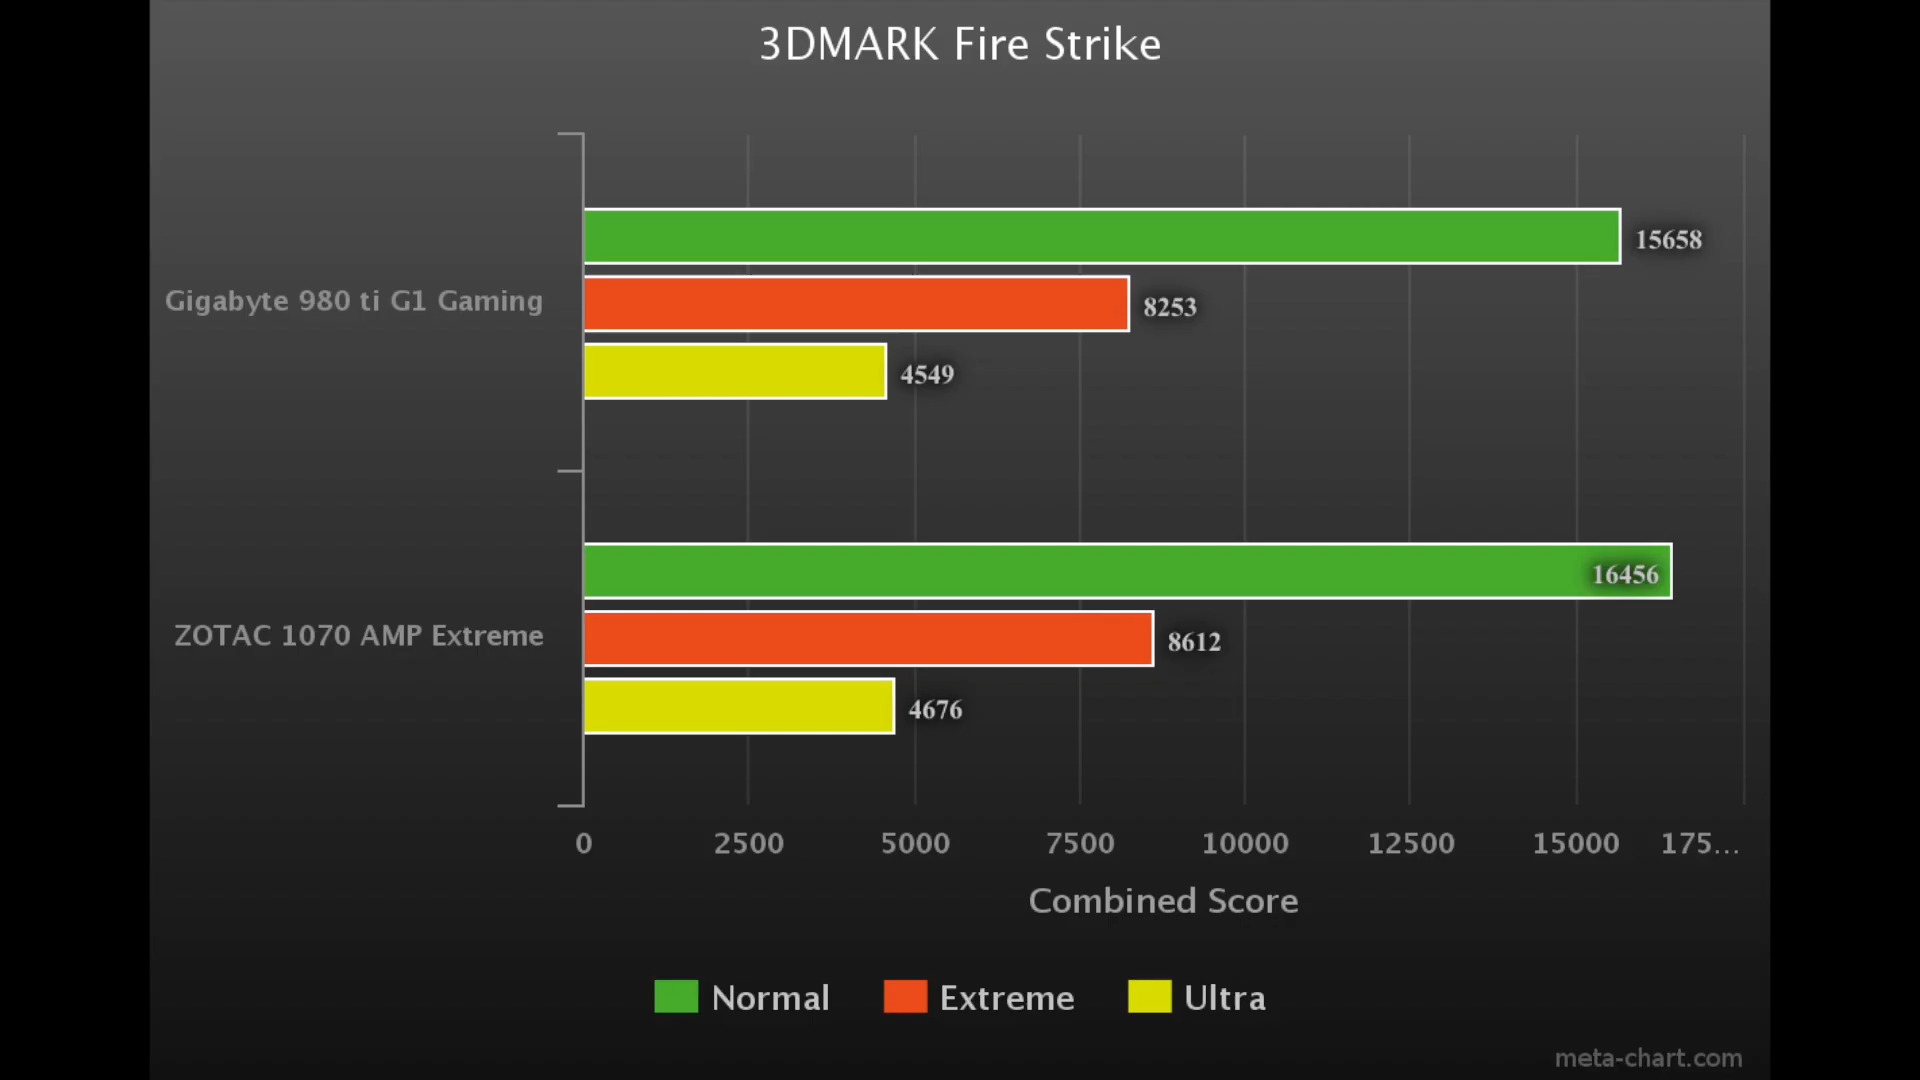 3DMARK Fire Strike
15658
Gigabyte 980 ti G1 Gaming
8253
4549
16456
ZOTAC 1070 AMP Extreme
8612
4676
0 2500 5000 7500 10000 12500 15000 175...
Combined Score
Normal Extreme Ultra
meta-chart.com